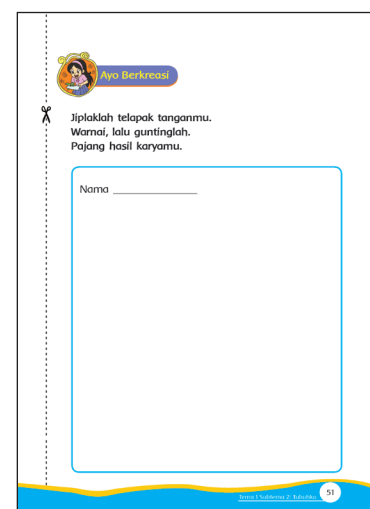 Ayo Berkreasi
Jiplaklah telapak tanganmu.
Warnai, lalu guntinglah.
Pajang hasil karyamu.
Nama
Tema 1 Subtema 2: Tubuhku
51